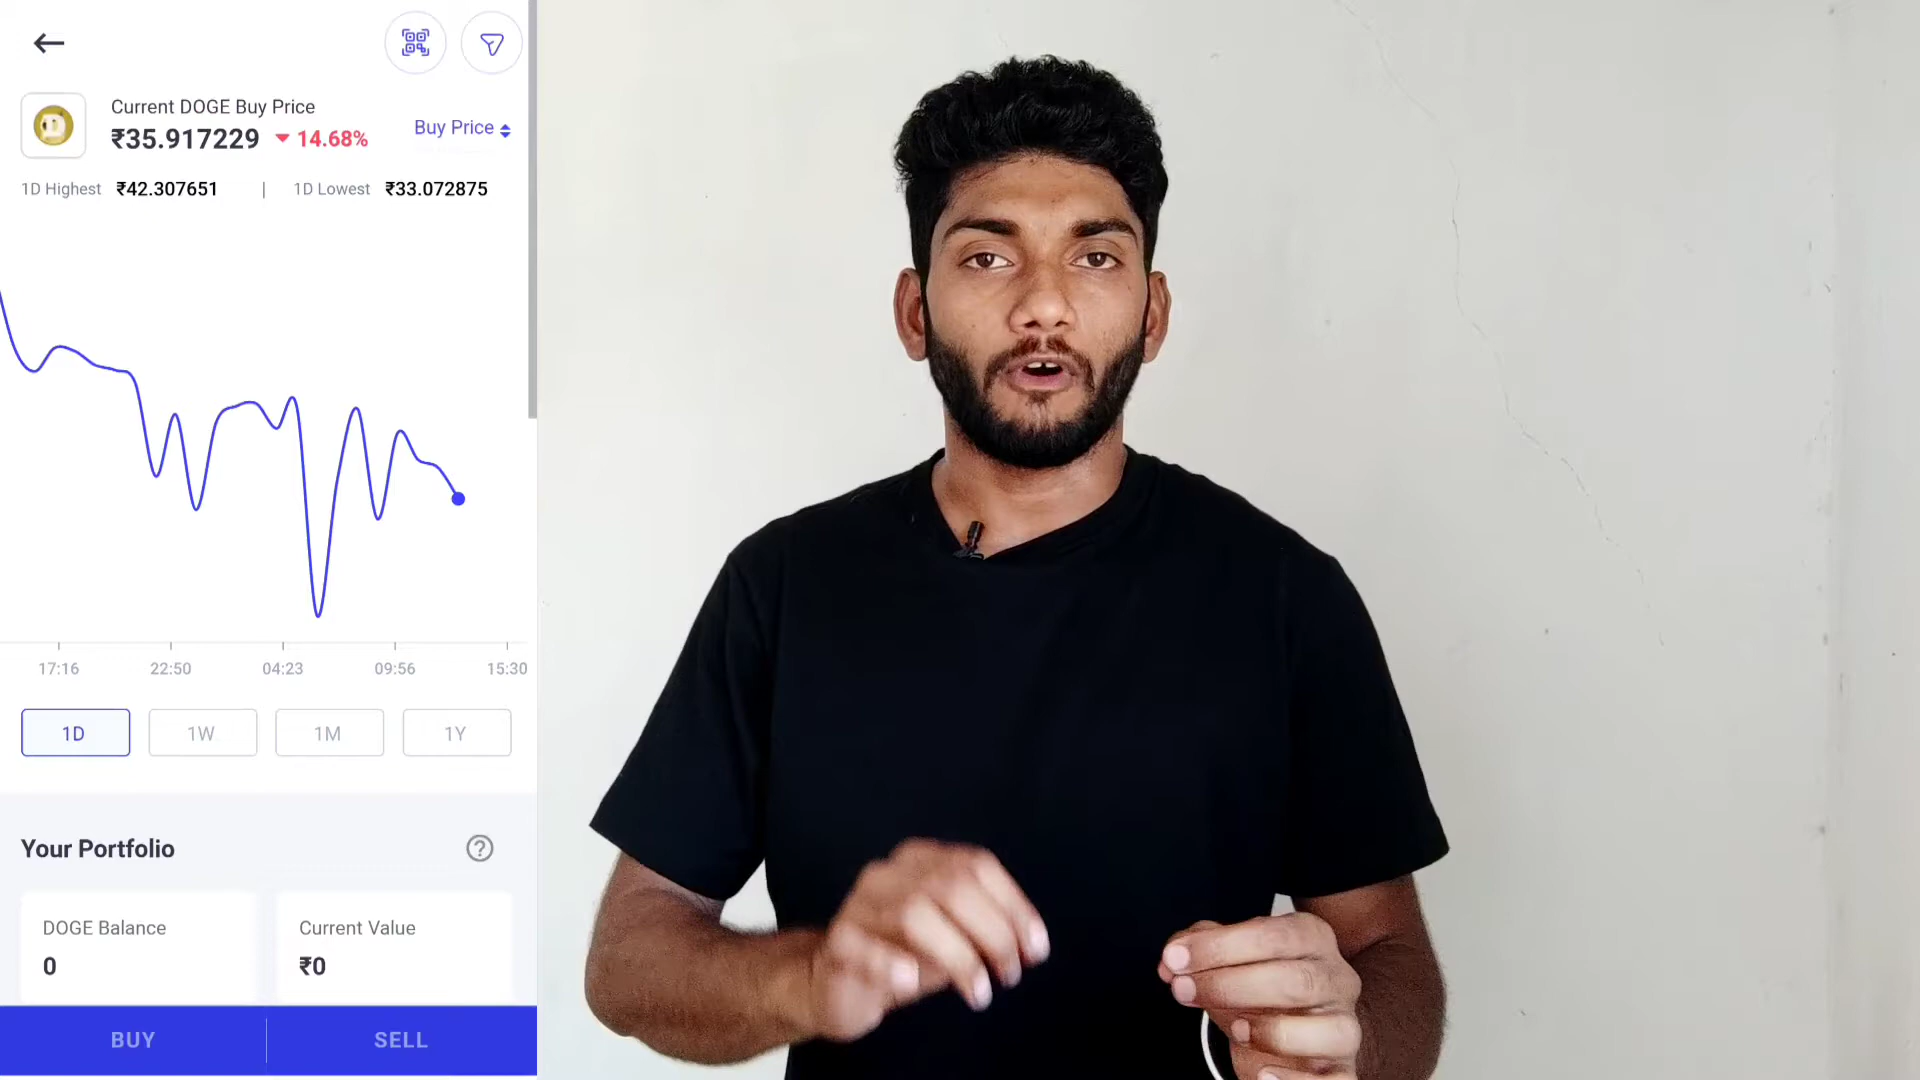 Current DOGE Buy Price
₹35.917229 14.68% Buy Price
1D Highest ₹42.307651 | 1D Lowest ₹33.072875
17:16 22:50 04:23 09:56 15:30
1D 1W 1M 1Y
Your Portfolio ?
DOGE Balance Current Value
0 ₹0
BUY SELL